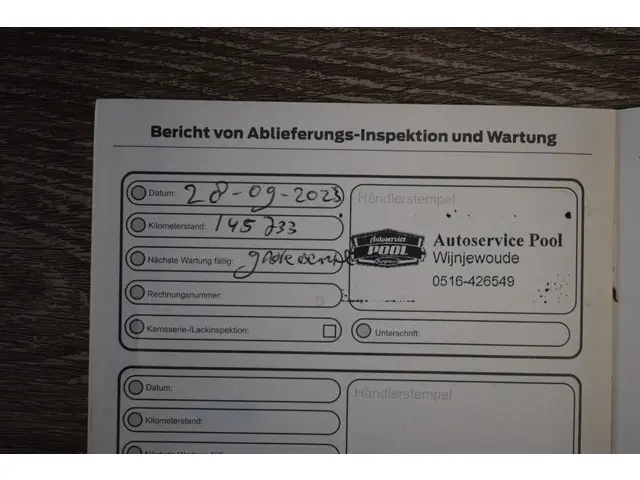 Bericht von Ablieferungs-Inspektion und Wartung
Datum: 28-09-2023
Händlerstempel
Kilometerstand: 145733
Autoservice
POOL
Autoservice Pool
Wijnjewoude
0516-426549
Nächste Wartung fällig:
Rechnungsnummer:
Karosserie-/Lackinspektion:
Unterschrift:
Datum:
Händlerstempel
Kilometerstand: